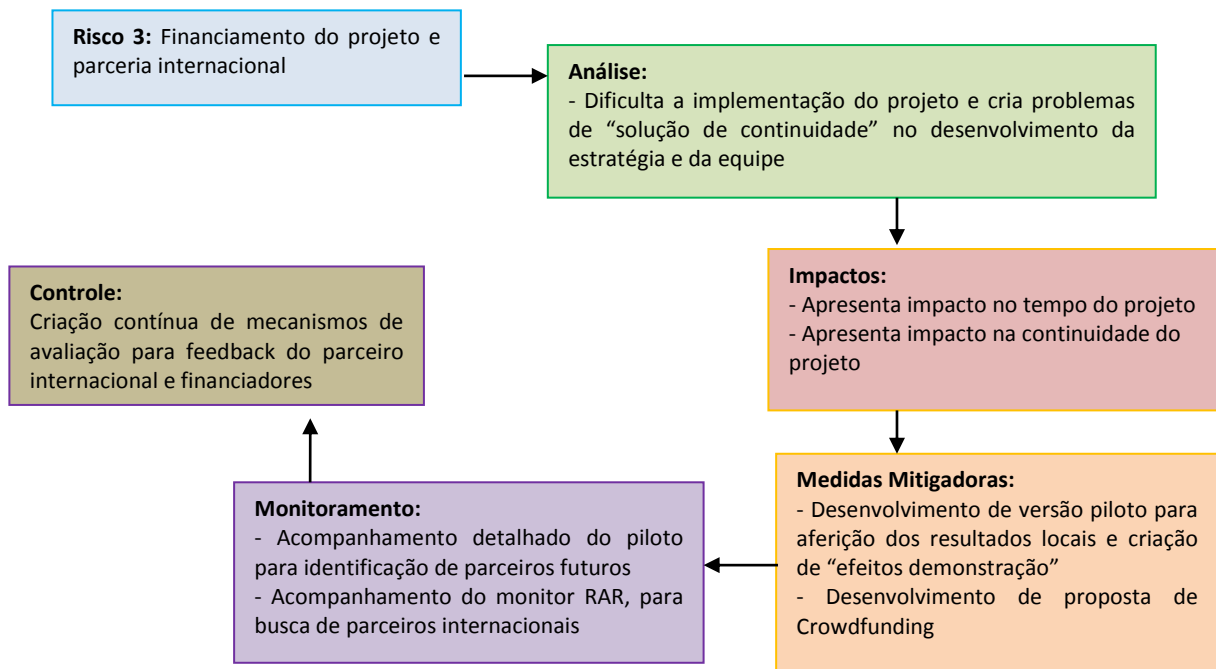 Risco 3: Financiamento do projeto e
parceria internacional
Análise:
- Dificulta a implementação do projeto e cria problemas
de “solução de continuidade” no desenvolvimento da
estratégia e da equipe
Impactos:
- Apresenta impacto no tempo do projeto
- Apresenta impacto na continuidade do
projeto
Medidas Mitigadoras:
- Desenvolvimento de versão piloto para
aferição dos resultados locais e criação
de “efeitos demonstração”
- Desenvolvimento de proposta de
Crowdfunding
Monitoramento:
- Acompanhamento detalhado do piloto
para identificação de parceiros futuros
- Acompanhamento do monitor RAR, para
busca de parceiros internacionais
Controle:
Criação contínua de mecanismos de
avaliação para feedback do parceiro
internacional e financiadores